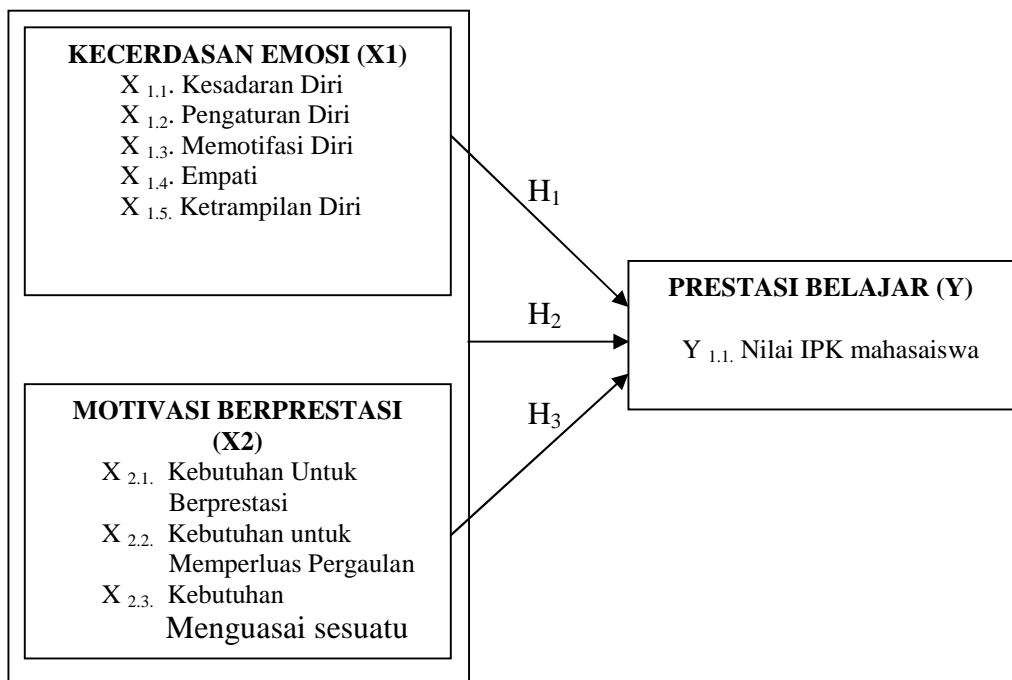 KECERDASAN EMOSI (X1)
X 1.1. Kesadaran Diri
X 1.2. Pengaturan Diri
X 1.3. Memotifasi Diri
X 1.4. Empati
X 1.5. Ketrampilan Diri
H1
H2
H3
PRESTASI BELAJAR (Y)
Y 1.1. Nilai IPK mahasaiswa
MOTIVASI BERPRESTASI
(X2)
X 2.1. Kebutuhan Untuk
Berprestasi
X 2.2. Kebutuhan untuk
Memperluas Pergaulan
X 2.3. Kebutuhan
Menguasai sesuatu